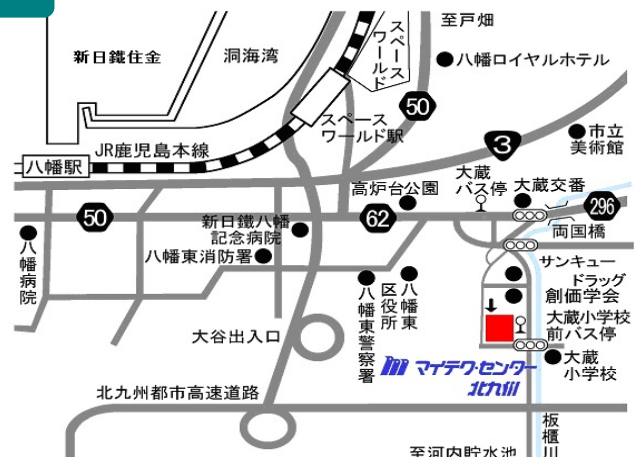 至戸畑
新日鐵住金
洞海湾
スペース
ワールド
八幡ロイヤルホテル
50
スペース
ワールド駅
3
市立
美術館
JR鹿児島本線
八幡駅
大蔵
バス停
大蔵交番
高炉台公園
296
50
新日鐵八幡
記念病院
62
両国橋
八幡病院
八幡東消防署
サンキュー
ドラッグ
創価学会
八幡東
区役所
八幡東警察署
大蔵小学校
前バス停
大谷出入口
マイテク・センター
北九州
大蔵
小学校
北九州都市高速道路
板櫃川
至河内貯水池